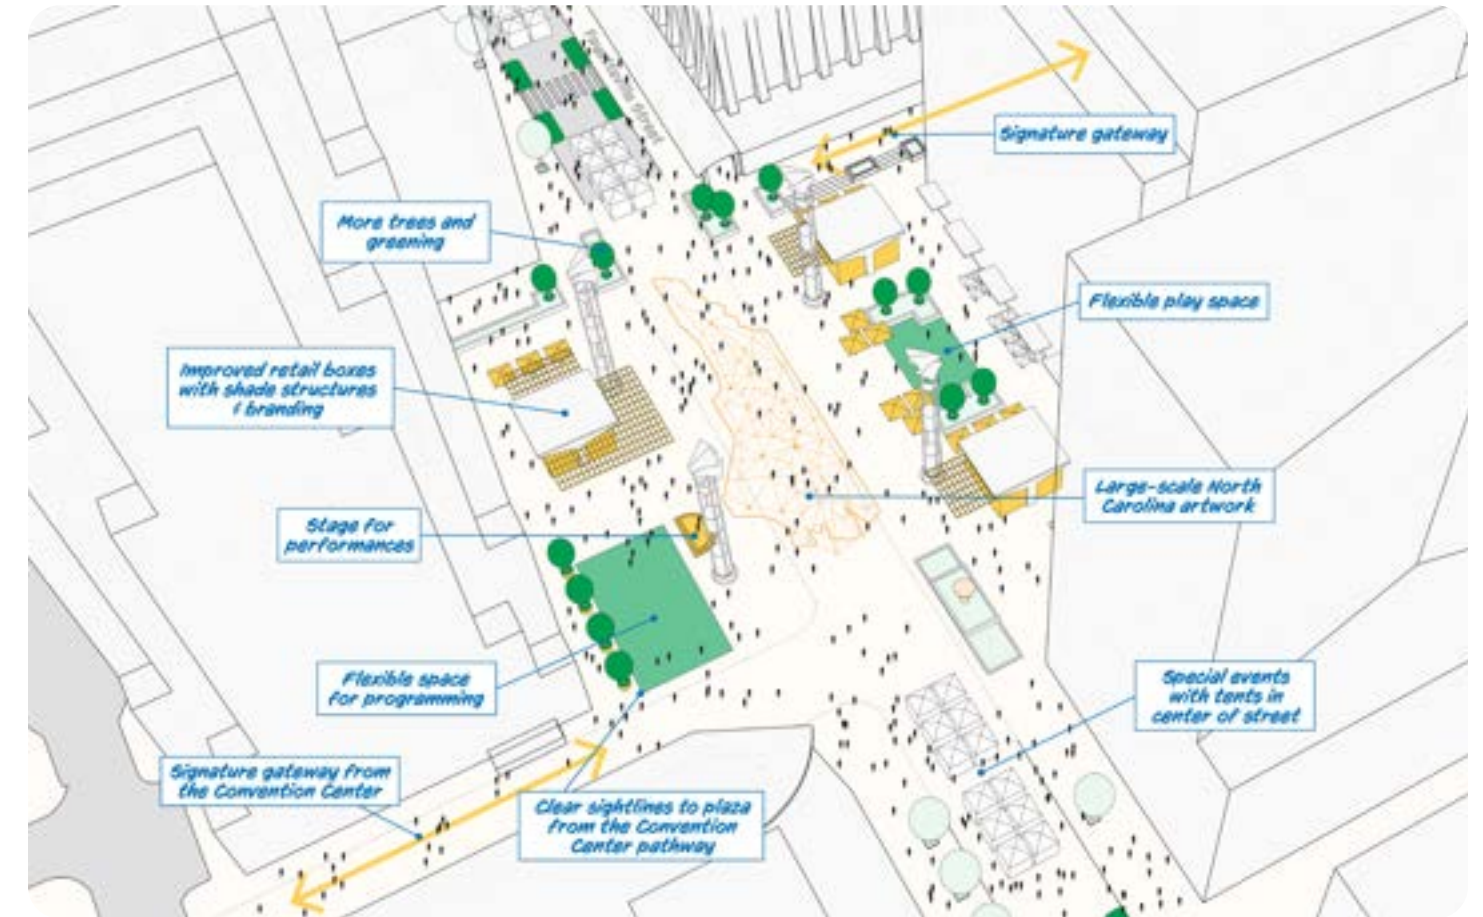 Signature gateway
More trees and
greening
Flexible play space
Improved retail boxes
with shade structures
& branding
Large-scale North
Carolina artwork
Stage for
performances
Flexible space
for programming
Special events
with tents in
center of street
Signature gateway from
the Convention Center
Clear sightlines to plaza
from the Convention
Center pathway
Street